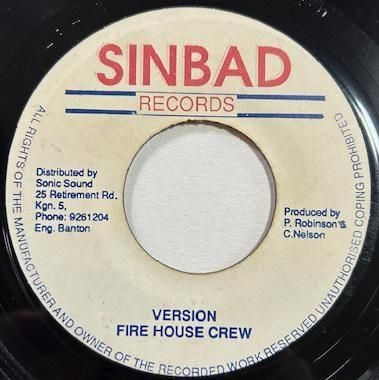 SINBAD
RECORDS
Distributed by
Sonic Sound
25 Retirement Rd.
Kgn. 5,
Phone: 9261204
Eng. Banton
Produced by
P. Robinson &
C.Nelson
VERSION
FIRE HOUSE CREW
ALL RIGHTS OF THE MANUFACTURER AND OWNER OF THE RECORDED WORK RESERVED UNAUTHORISED COPING PROHIBITED